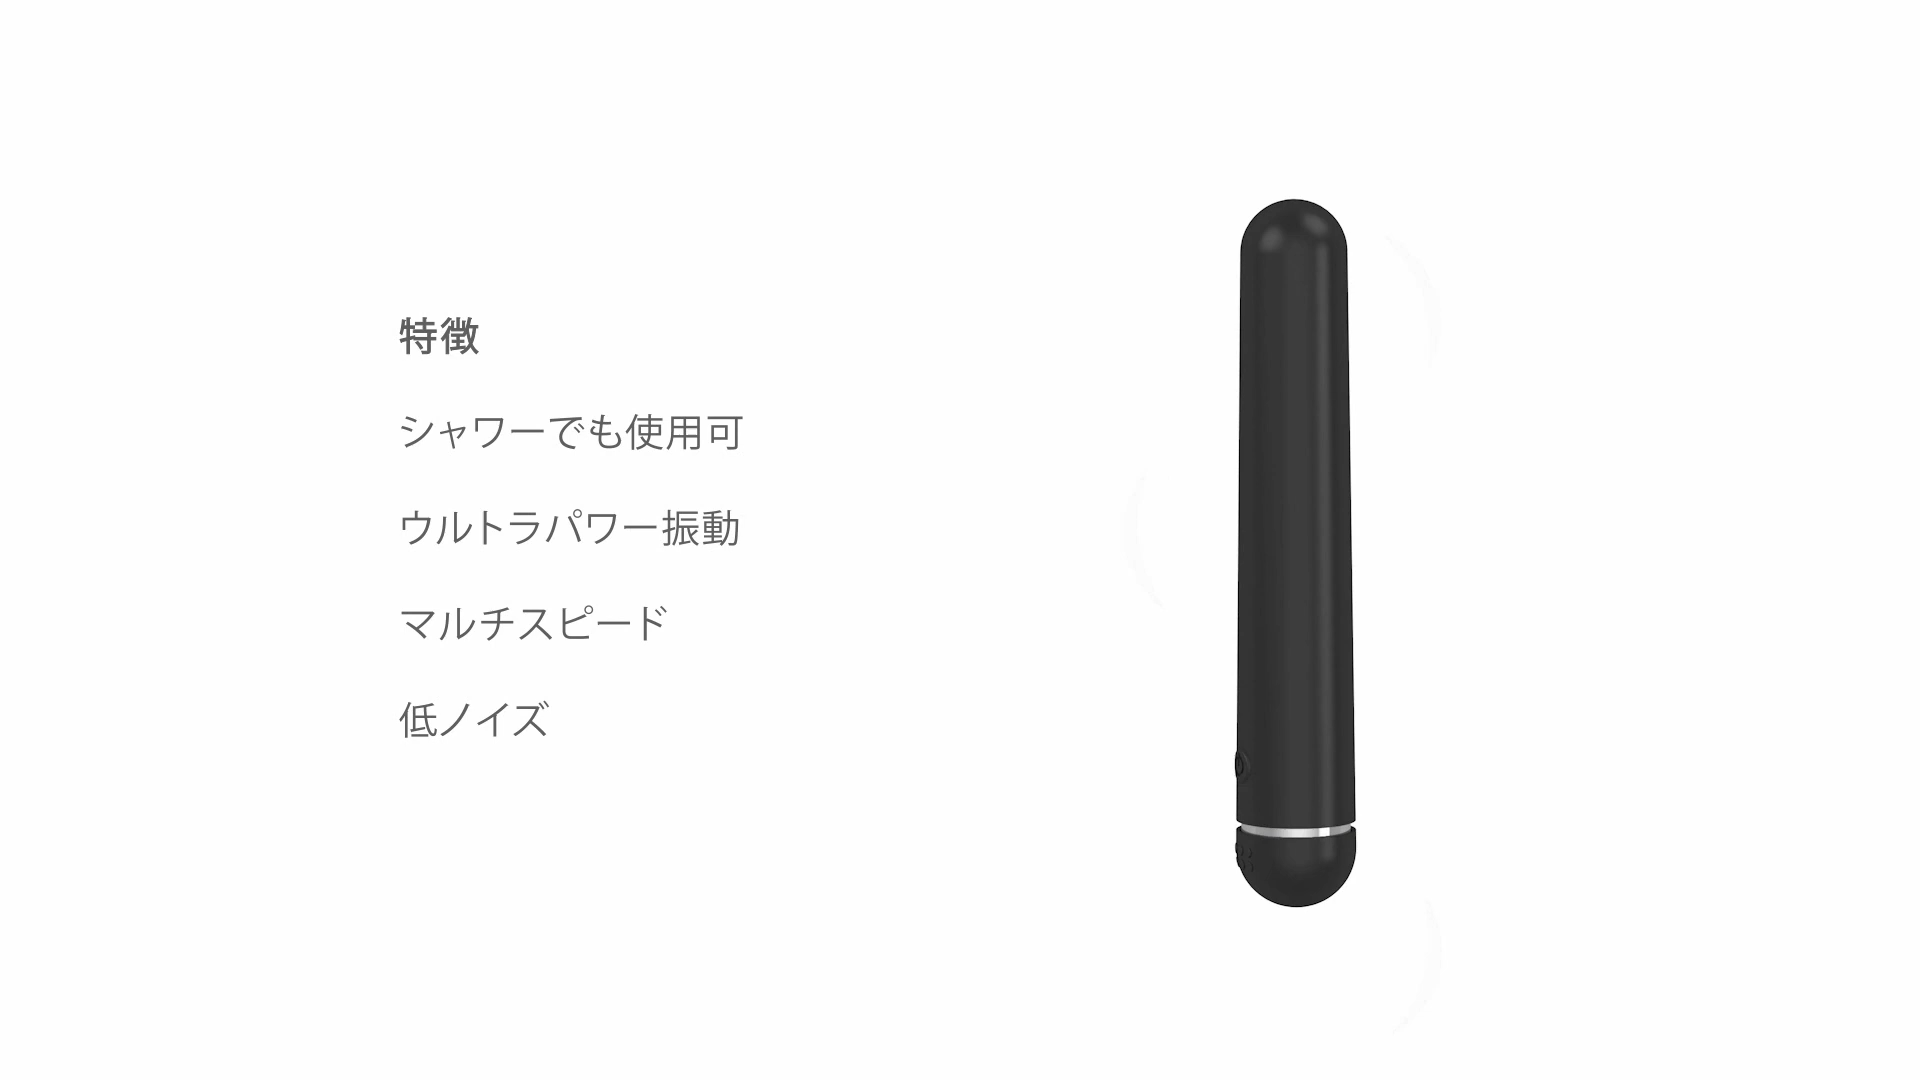 特徴
シャワーでも使用可
ウルトラパワー振動
マルチスピード
低ノイズ